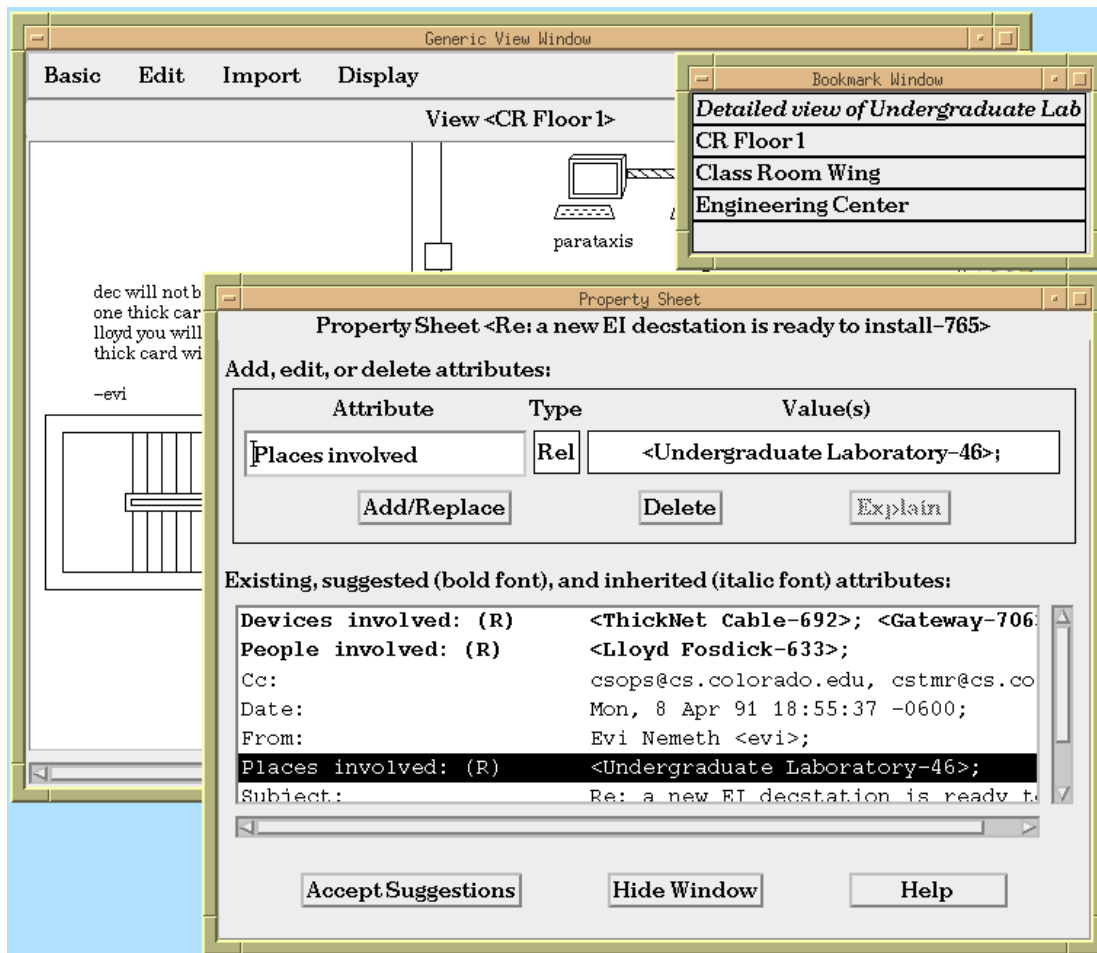 Generic View Window
Basic Edit Import Display
View <CR Floor 1>
Bookmark Window
Detailed view of Undergraduate Lab
CR Floor 1
Class Room Wing
Engineering Center
parataxis
dec will not b
one thick car
lloyd you will
thick card wi
-evi
Property Sheet
Property Sheet <Re: a new EI decstation is ready to install-765>
Add, edit, or delete attributes:
Attribute Type Value(s)
Places involved Rel <Undergraduate Laboratory-46>;
Add/Replace Delete Explain
Existing, suggested (bold font), and inherited (italic font) attributes:
Devices involved: (R) <ThickNet Cable-692>; <Gateway-706
People involved: (R) <Lloyd Fosdick-633>;
Cc: csops@cs.colorado.edu, cstmr@cs.co
Date: Mon, 8 Apr 91 18:55:37 -0600;
From: Evi Nemeth <evi>;
Places involved: (R) <Undergraduate Laboratory-46>;
Subject: Re: a new EI decstation is ready t
Accept Suggestions Hide Window Help